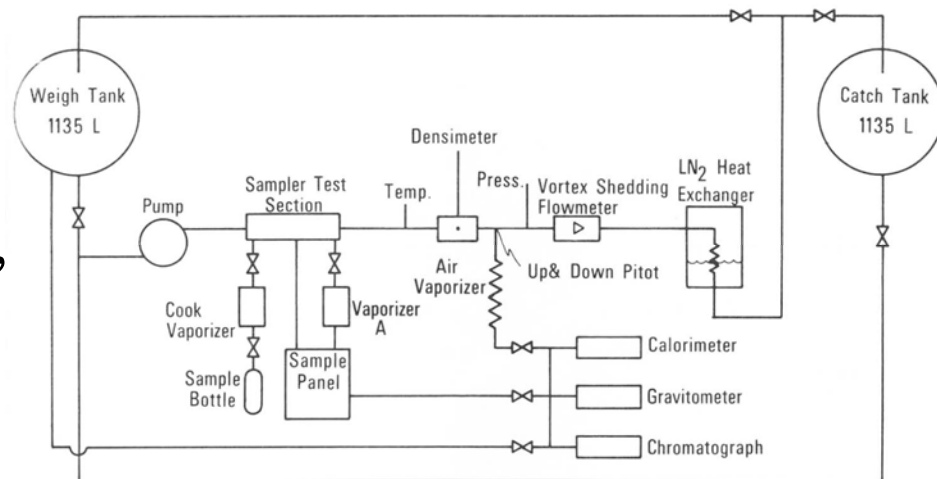 Weigh Tank
1135 L
Catch Tank
1135 L
Densimeter
LN2 Heat
Exchanger
Sampler Test
Section
Temp.
Press.
Vortex Shedding
Flowmeter
Pump
Air
Vaporizer
Up& Down Pitot
Cook
Vaporizer
Vaporizer
A
Sample
Bottle
Sample
Panel
Calorimeter
Gravitometer
Chromatograph
,